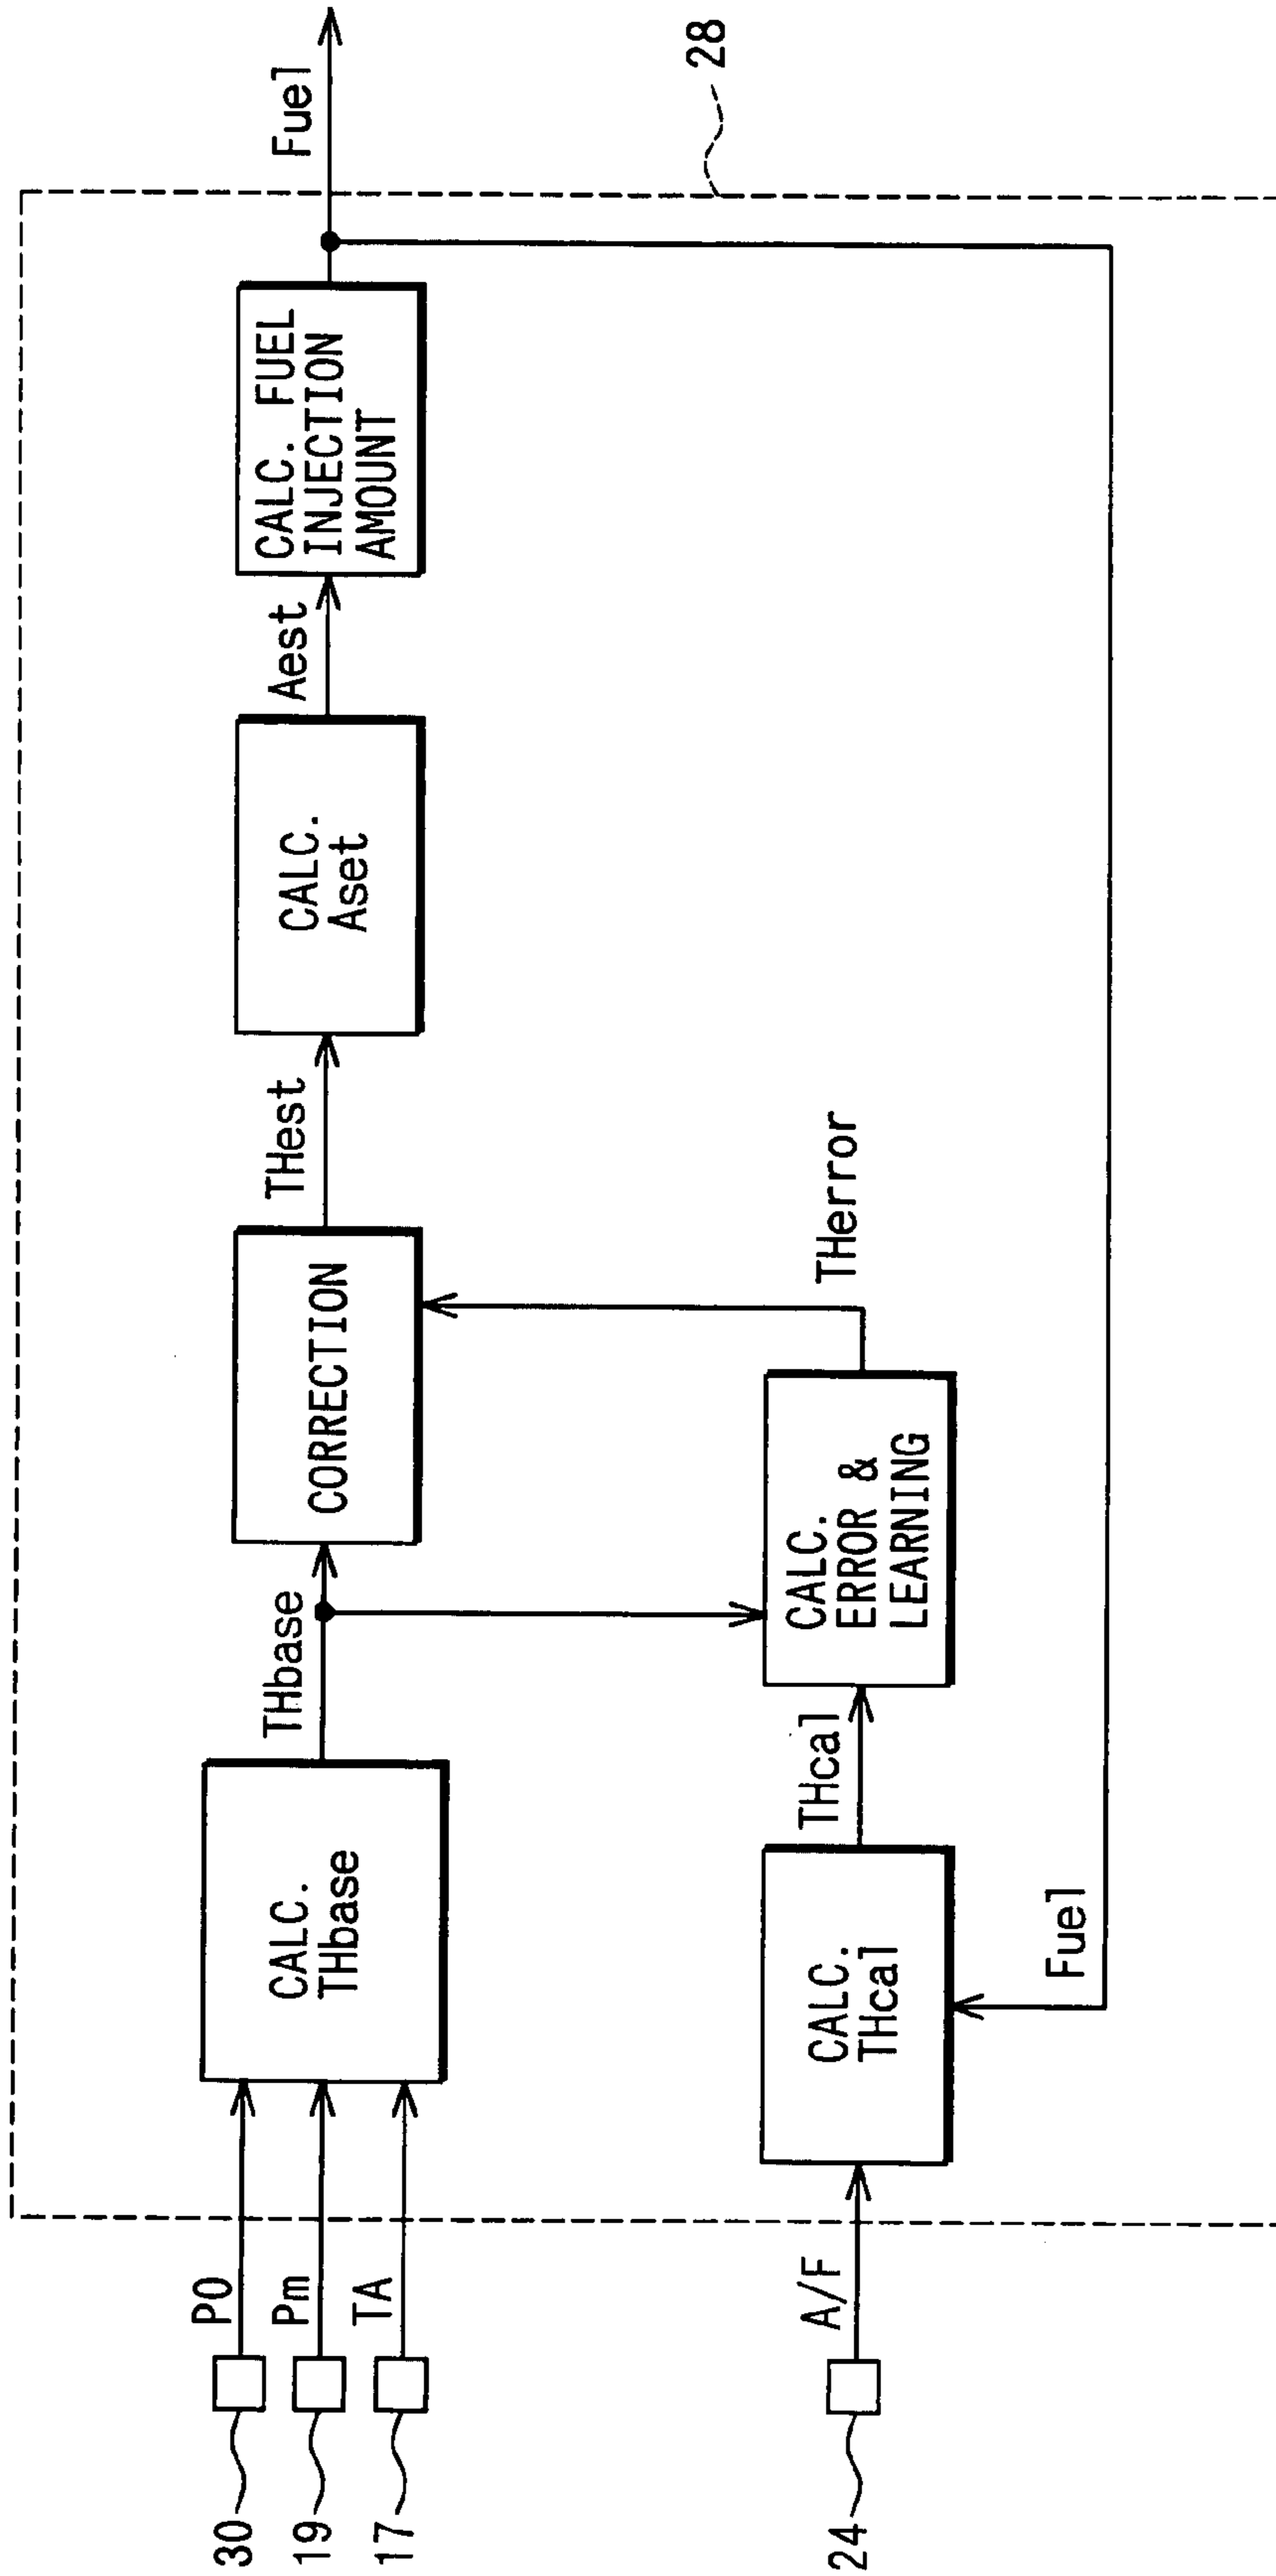 30
P0
19
Pm
17
TA
CALC.
THbase
THbase
CORRECTION
THest
CALC.
Aset
Aest
CALC. FUEL
INJECTION
AMOUNT
Fuel
28
24
A/F
CALC.
THcal
THcal
CALC.
ERROR &
LEARNING
THerror
Fuel